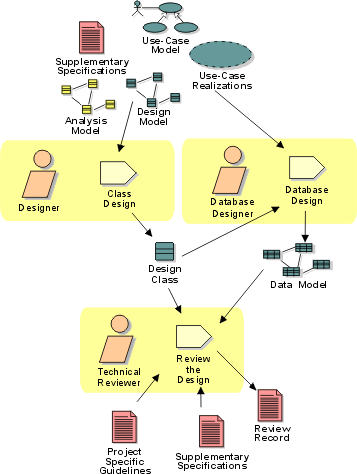 Use-Case
Model
Supplementary
Specifications
Use-Case
Realizations
Analysis
Model
Design
Model
Designer
Class
Design
Database
Designer
Database
Design
Design
Class
Data Model
Technical
Reviewer
Review
the
Design
Project
Specific
Guidelines
Supplementary
Specifications
Review
Record